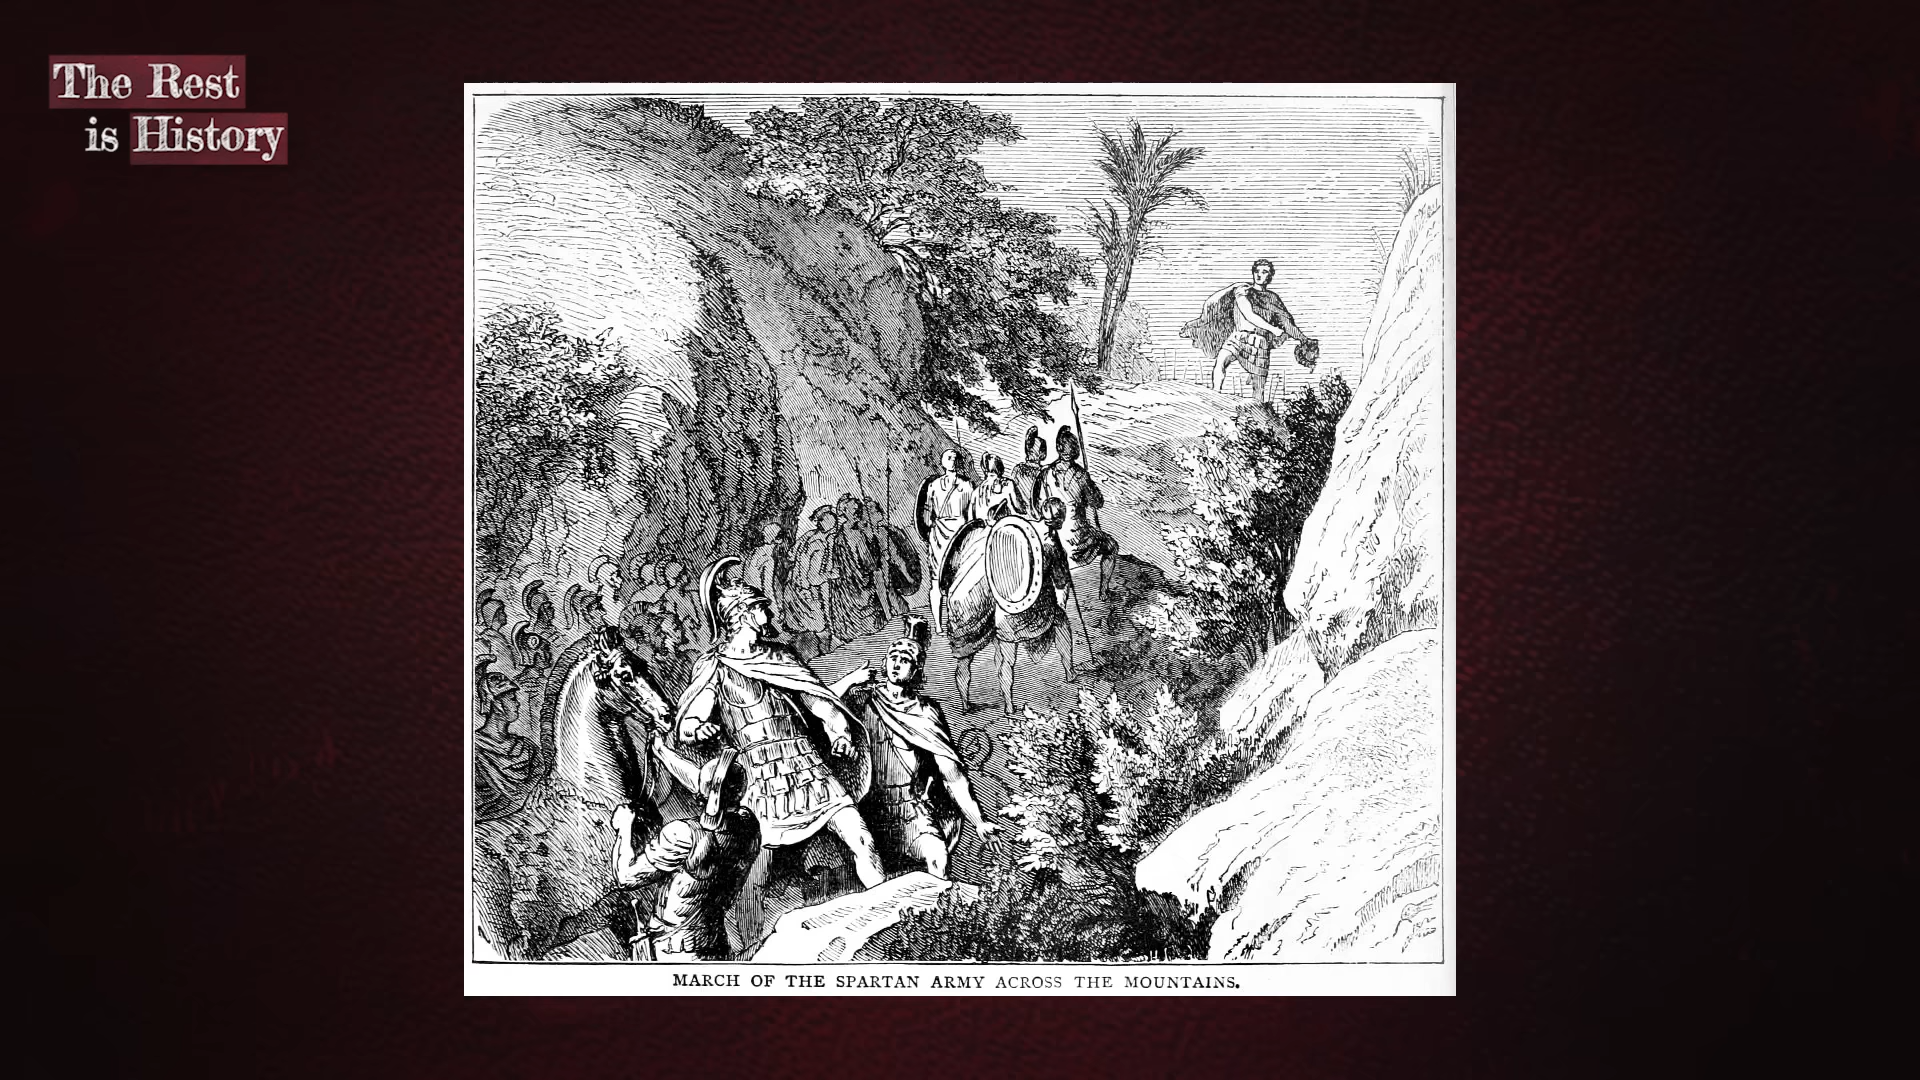 The Rest
is History
MARCH OF THE SPARTAN ARMY ACROSS THE MOUNTAINS.